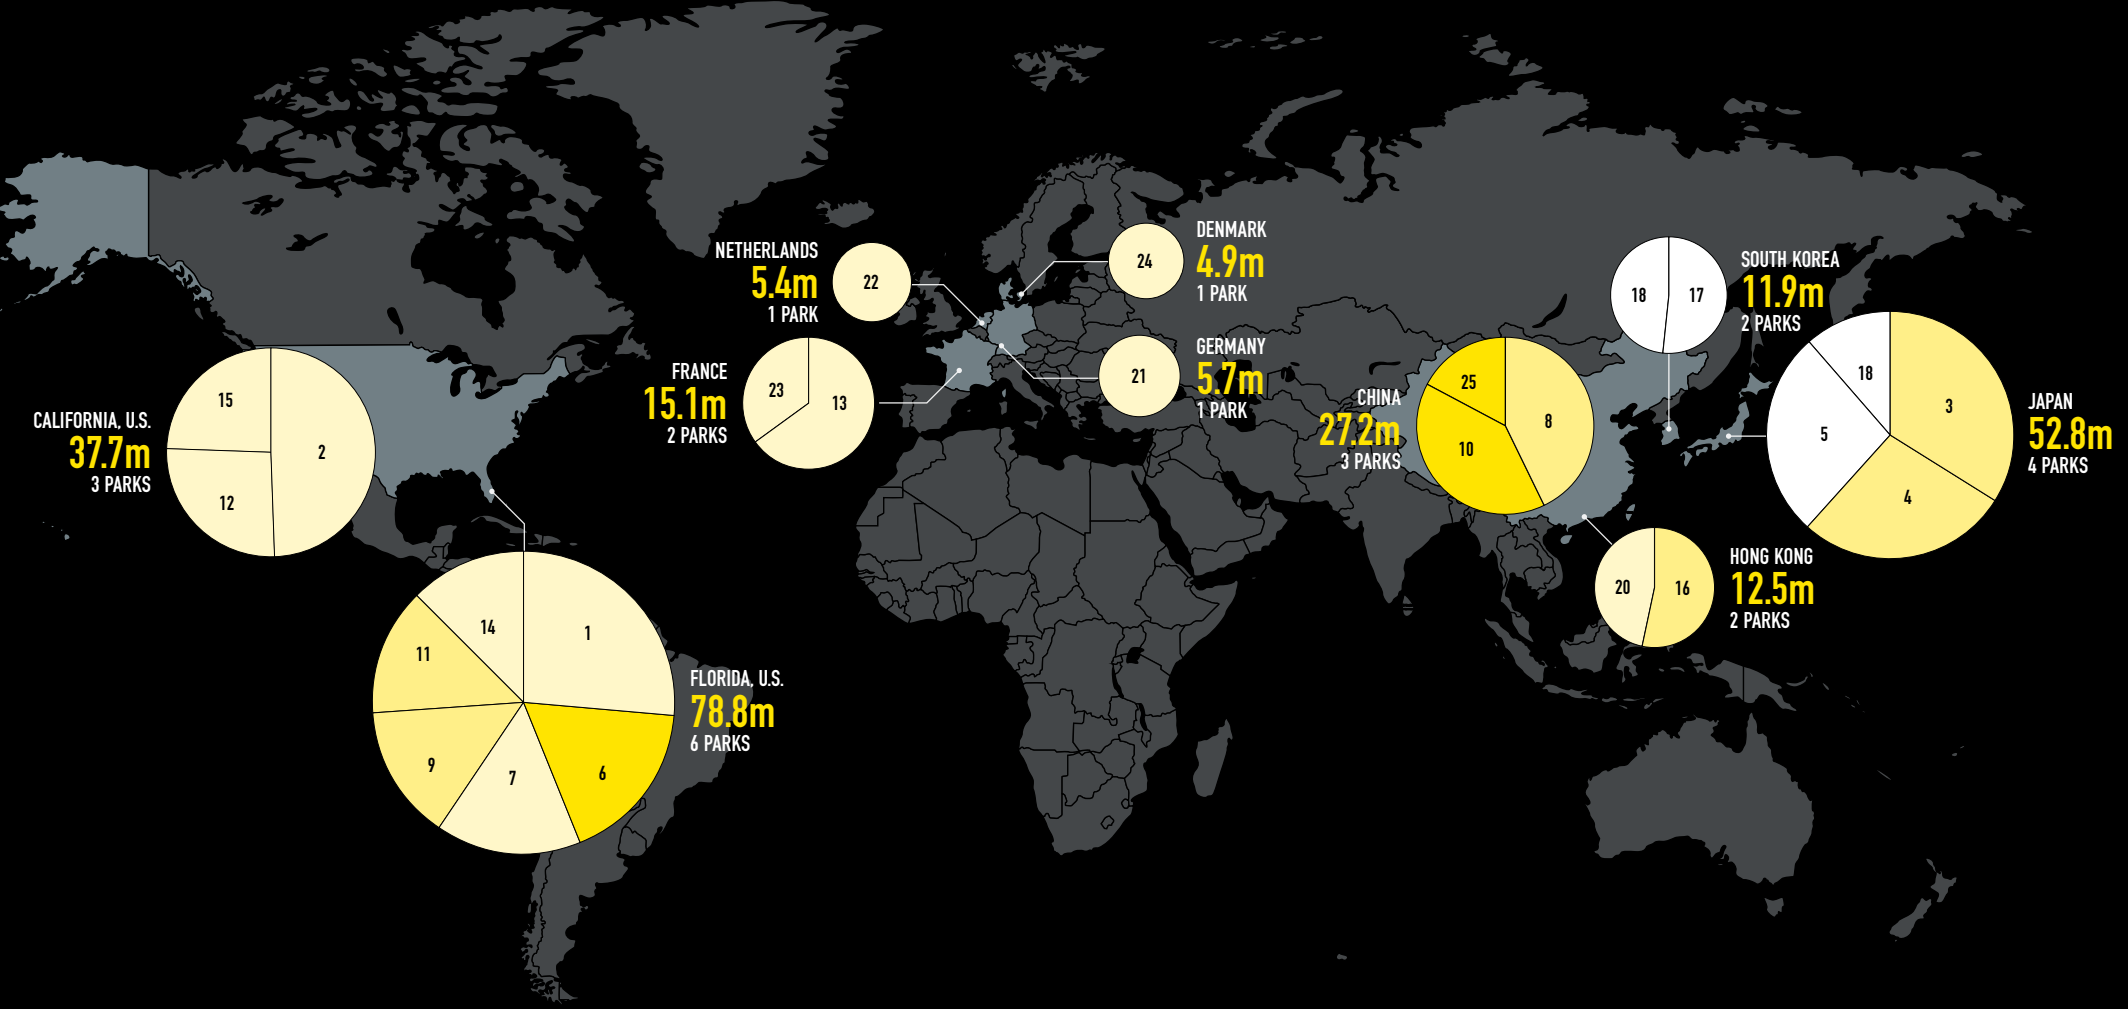 NETHERLANDS
5.4m
1 PARK
22
DENMARK
4.9m
1 PARK
24
SOUTH KOREA
11.9m
2 PARKS
18
17
FRANCE
15.1m
2 PARKS
23
13
GERMANY
5.7m
1 PARK
21
CHINA
27.2m
3 PARKS
25
8
10
JAPAN
52.8m
4 PARKS
18
3
5
4
CALIFORNIA, U.S.
37.7m
3 PARKS
15
2
12
HONG KONG
12.5m
2 PARKS
20
16
FLORIDA, U.S.
78.8m
6 PARKS
14
1
11
9
7
6